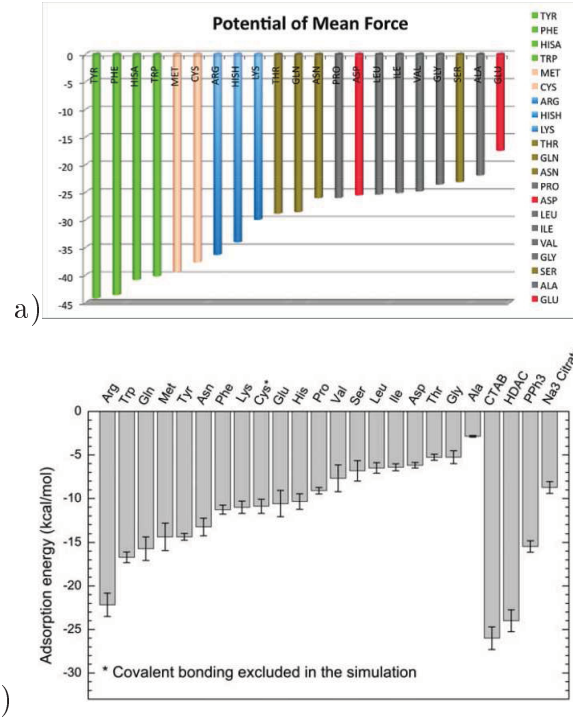 Potential of Mean Force
0
-5
-10
-15
-20
-25
-30
-35
-40
-45
TYR
PHE
HISA
TRP
MET
CYS
ARG
HISH
LYS
THR
GLN
ASN
PRO
ASP
LEU
ILE
VAL
GLY
SER
ALA
GLU
TYR
PHE
HISA
TRP
MET
CYS
ARG
HISH
LYS
THR
GLN
ASN
PRO
ASP
LEU
ILE
VAL
GLY
SER
ALA
GLU
a)
Arg
Trp
Gln
Met
Tyr
Asn
Phe
Lys
Cys*
Glu
His
Pro
Val
Ser
Leu
Ile
Asp
Thr
Gly
Ala
CTAB
HDAC
PPh3
Na3 Citrat
Adsorption energy (kcal/mol)
0
-5
-10
-15
-20
-25
-30
* Covalent bonding excluded in the simulation
)